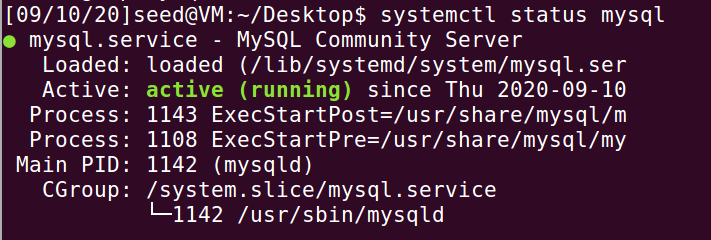 [09/10/20]seed@VM:~/Desktop$ systemctl status mysql
● mysql.service - MySQL Community Server
Loaded: loaded (/lib/systemd/system/mysql.ser
Active: active (running) since Thu 2020-09-10
Process: 1143 ExecStartPost=/usr/share/mysql/m
Process: 1108 ExecStartPre=/usr/share/mysql/my
Main PID: 1142 (mysqld)
CGroup: /system.slice/mysql.service
└─1142 /usr/sbin/mysqld